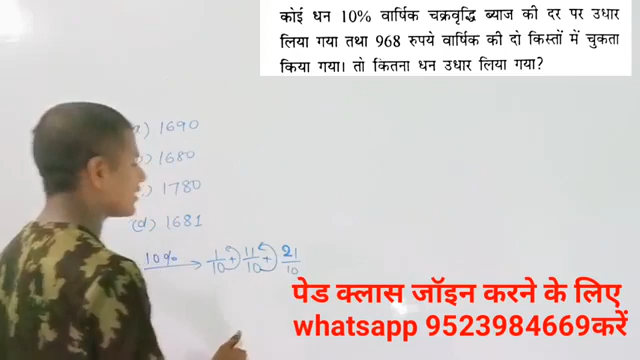 कोई धन 10% वार्षिक चक्रवृद्धि ब्याज की दर पर उधार
लिया गया तथा 968 रुपये वार्षिक की दो किस्तों में चुकता
किया गया। तो कितना धन उधार लिया गया?
) 1690
) 1680
) 1780
(d) 1681
10% → 1/10 + 11/10 + 21/10
पेड क्लास जॉइन करने के लिए
whatsapp 9523984669करें